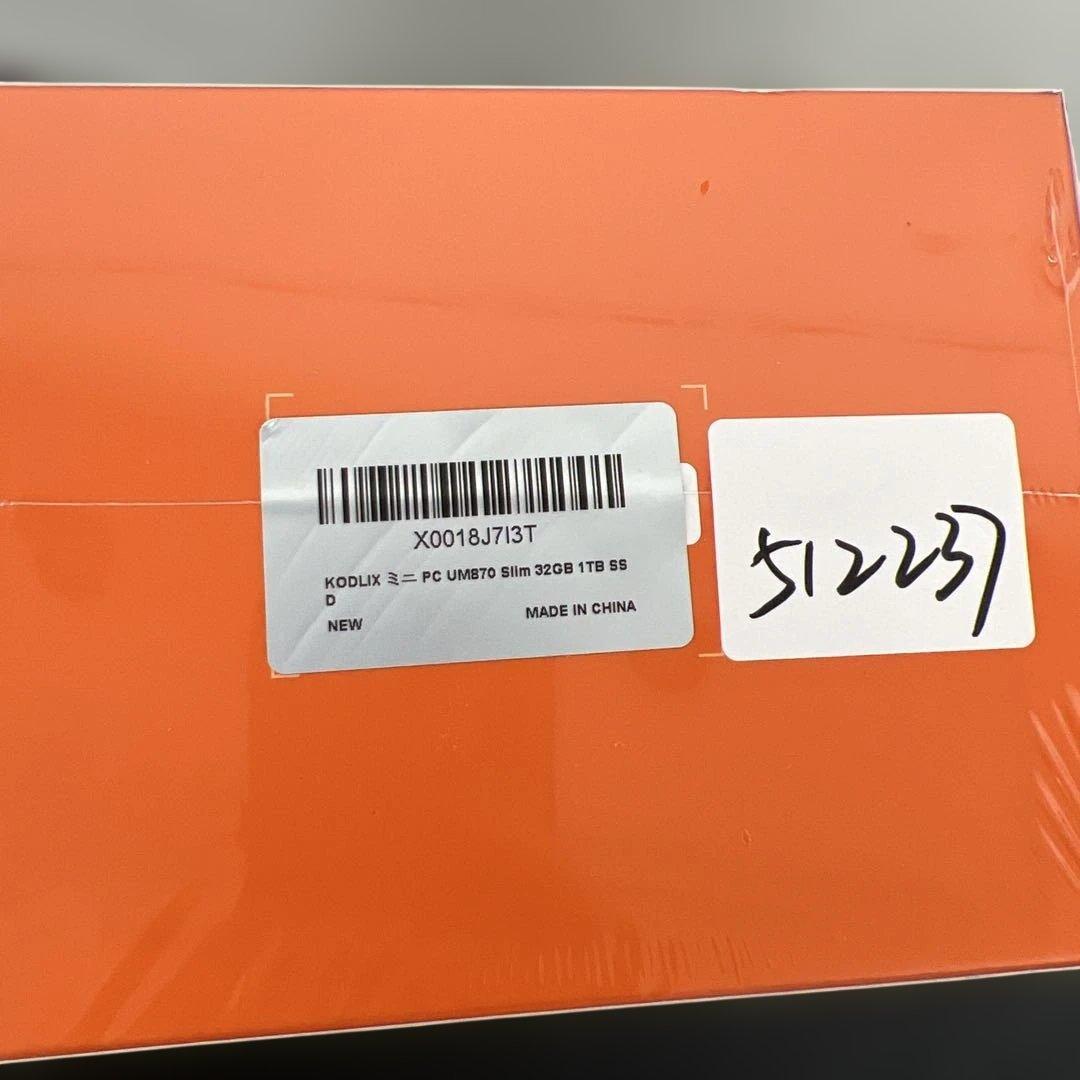 X0018J7I3T
KODLIX ミニ PC UM870 Slim 32GB 1TB SS
D
NEW
MADE IN CHINA
512237